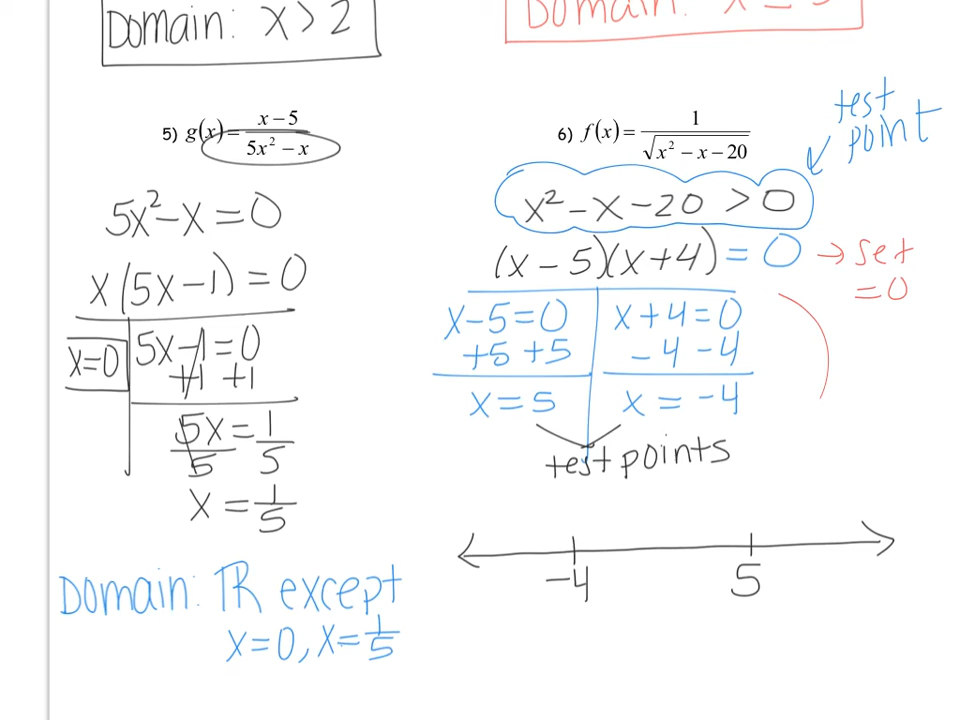 Domain: x > 2
Domain:
5) g(x) = x − 5 / 5x² − x
5x² − x = 0
x(5x − 1) = 0
x=0
5x − 1 = 0
+1 +1
5x = 1
5 5
x = 1/5
Domain: ℝ except
x=0, x=1/5
6) f(x) = 1 / √x² − x − 20
test
point
x² − x − 20 > 0
(x − 5)(x + 4) = 0 → set
= 0
x − 5 = 0
+5 +5
x = 5
x + 4 = 0
− 4 − 4
x = −4
test points
−4 5